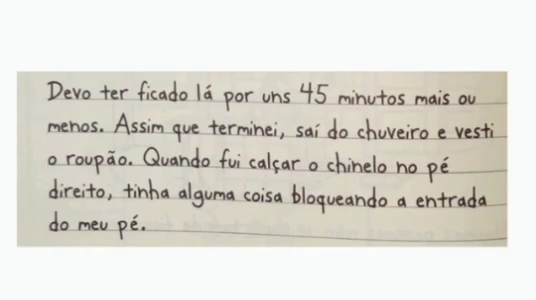 Devo ter ficado lá por uns 45 minutos mais ou
menos. Assim que terminei, saí do chuveiro e vesti
o roupão. Quando fui calçar o chinelo no pé
direito, tinha alguma coisa bloqueando a entrada
do meu pé.